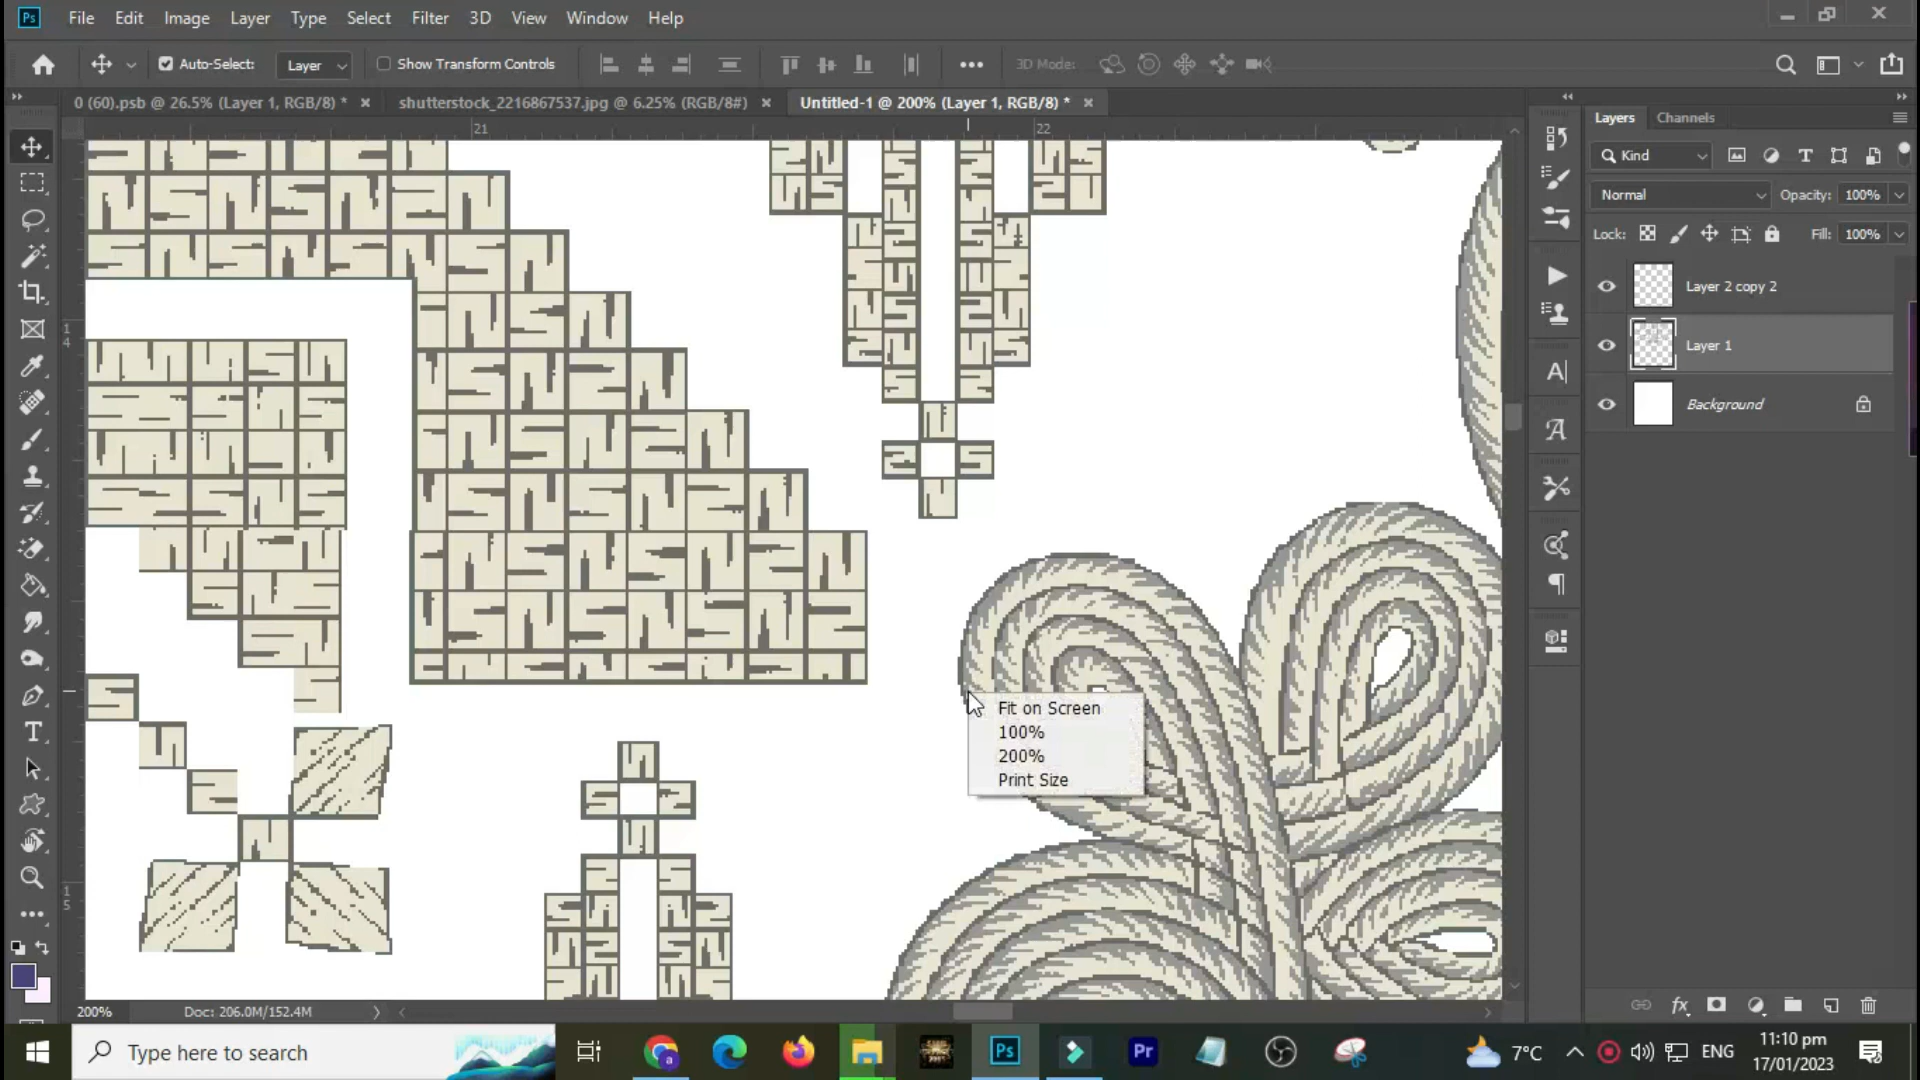 Ps File Edit Image Layer Type Select Filter 3D View Window Help
Auto-Select: Layer Show Transform Controls 3D Mode:
0 (60).psb @ 26.5% (Layer 1, RGB/8) * shutterstock_2216867537.jpg @ 6.25% (RGB/8#) Untitled-1 @ 200% (Layer 1, RGB/8) *
21 22
Layers Channels
Kind
Normal Opacity: 100%
Lock: Fill: 100%
Layer 2 copy 2
Layer 1
Background
14
15
Fit on Screen
100%
200%
Print Size
200% Doc: 206.0M/152.4M
Type here to search
Ps
Pr
7°C
ENG
11:10 pm
17/01/2023